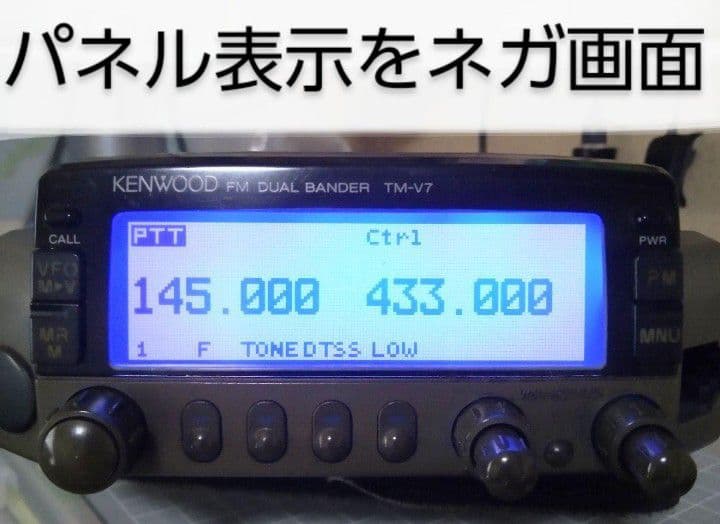 パネル表示をネガ画面
KENWOOD FM DUAL BANDER TM-V7
CALL
PTT Ctrl
PWR
VFO
M▶V
145.000 433.000
PM
MR
M
1 F TONE DTSS LOW
MNU